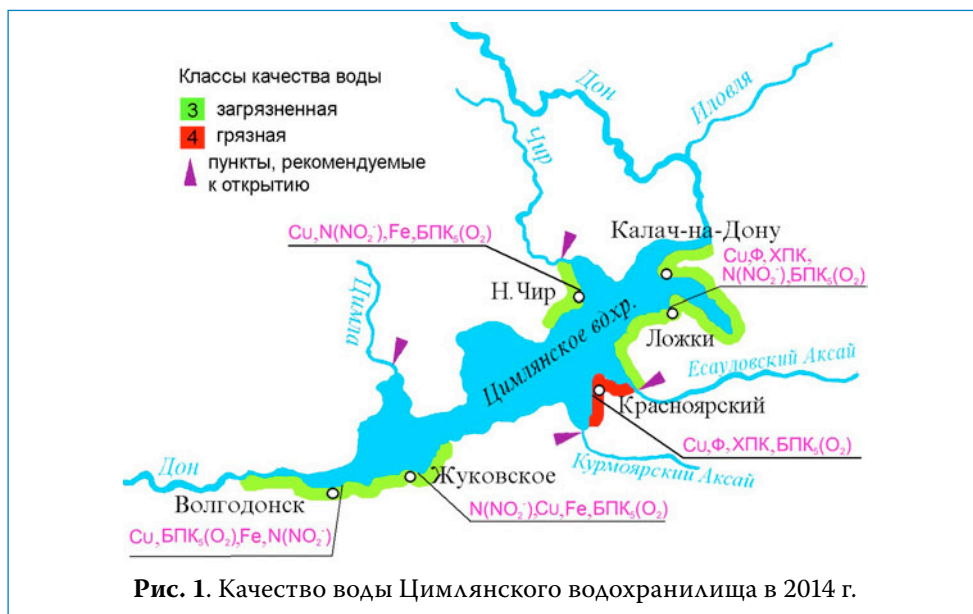 Классы качества воды
3 загрязненная
4 грязная
пункты, рекомендуемые
к открытию
Дон
Иловля
Чир
Cu,N(NO₂⁻),Fe,БПК₅(O₂)
Калач-на-Дону
Cu,Ф,ХПК,
N(NO₂⁻),БПК₅(O₂)
Н. Чир
Цимла
Цимлянское вдхр.
Ложки
Есауловский Аксай
Красноярский
Cu,Ф,ХПК,БПК₅(O₂)
Курмоярский Аксай
Дон
Жуковское
Волгодонск
N(NO₂⁻),Cu,Fe,БПК₅(O₂)
Cu,БПК₅(O₂),Fe,N(NO₂⁻)
Рис. 1. Качество воды Цимлянского водохранилища в 2014 г.